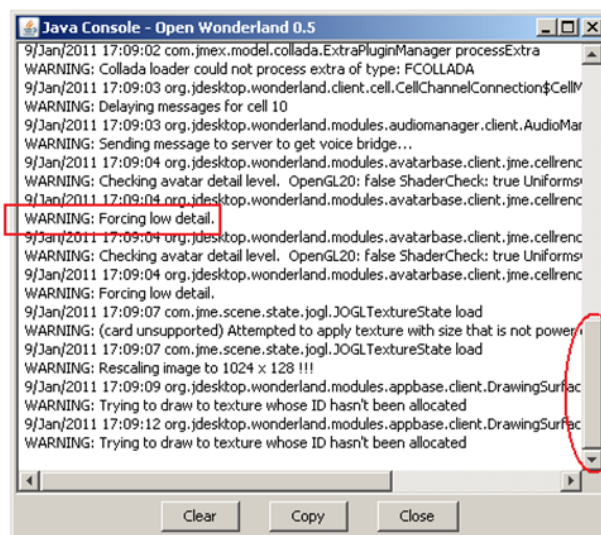 Java Console - Open Wonderland 0.5
9/Jan/2011 17:09:02 com.jmex.model.collada.ExtraPluginManager processExtra
WARNING: Collada loader could not process extra of type: FCOLLADA
9/Jan/2011 17:09:03 org.jdesktop.wonderland.client.cell.CellChannelConnection$CellM
WARNING: Delaying messages for cell 10
9/Jan/2011 17:09:03 org.jdesktop.wonderland.modules.audiomanager.client.AudioMan
WARNING: Sending message to server to get voice bridge...
9/Jan/2011 17:09:04 org.jdesktop.wonderland.modules.avatarbase.client.jme.cellrenc
WARNING: Checking avatar detail level.  OpenGL20: false ShaderCheck: true Uniforms
9/Jan/2011 17:09:04 org.jdesktop.wonderland.modules.avatarbase.client.jme.cellrenc
WARNING: Forcing low detail.
9/Jan/2011 17:09:04 org.jdesktop.wonderland.modules.avatarbase.client.jme.cellrenc
WARNING: Checking avatar detail level.  OpenGL20: false ShaderCheck: true Uniforms
9/Jan/2011 17:09:04 org.jdesktop.wonderland.modules.avatarbase.client.jme.cellrenc
WARNING: Forcing low detail.
9/Jan/2011 17:09:07 com.jme.scene.state.jogl.JOGLTextureState load
WARNING: (card unsupported) Attempted to apply texture with size that is not power
9/Jan/2011 17:09:07 com.jme.scene.state.jogl.JOGLTextureState load
WARNING: Rescaling image to 1024 x 128 !!!
9/Jan/2011 17:09:09 org.jdesktop.wonderland.modules.appbase.client.DrawingSurfac
WARNING: Trying to draw to texture whose ID hasn't been allocated
9/Jan/2011 17:09:12 org.jdesktop.wonderland.modules.appbase.client.DrawingSurfac
WARNING: Trying to draw to texture whose ID hasn't been allocated
Clear Copy Close